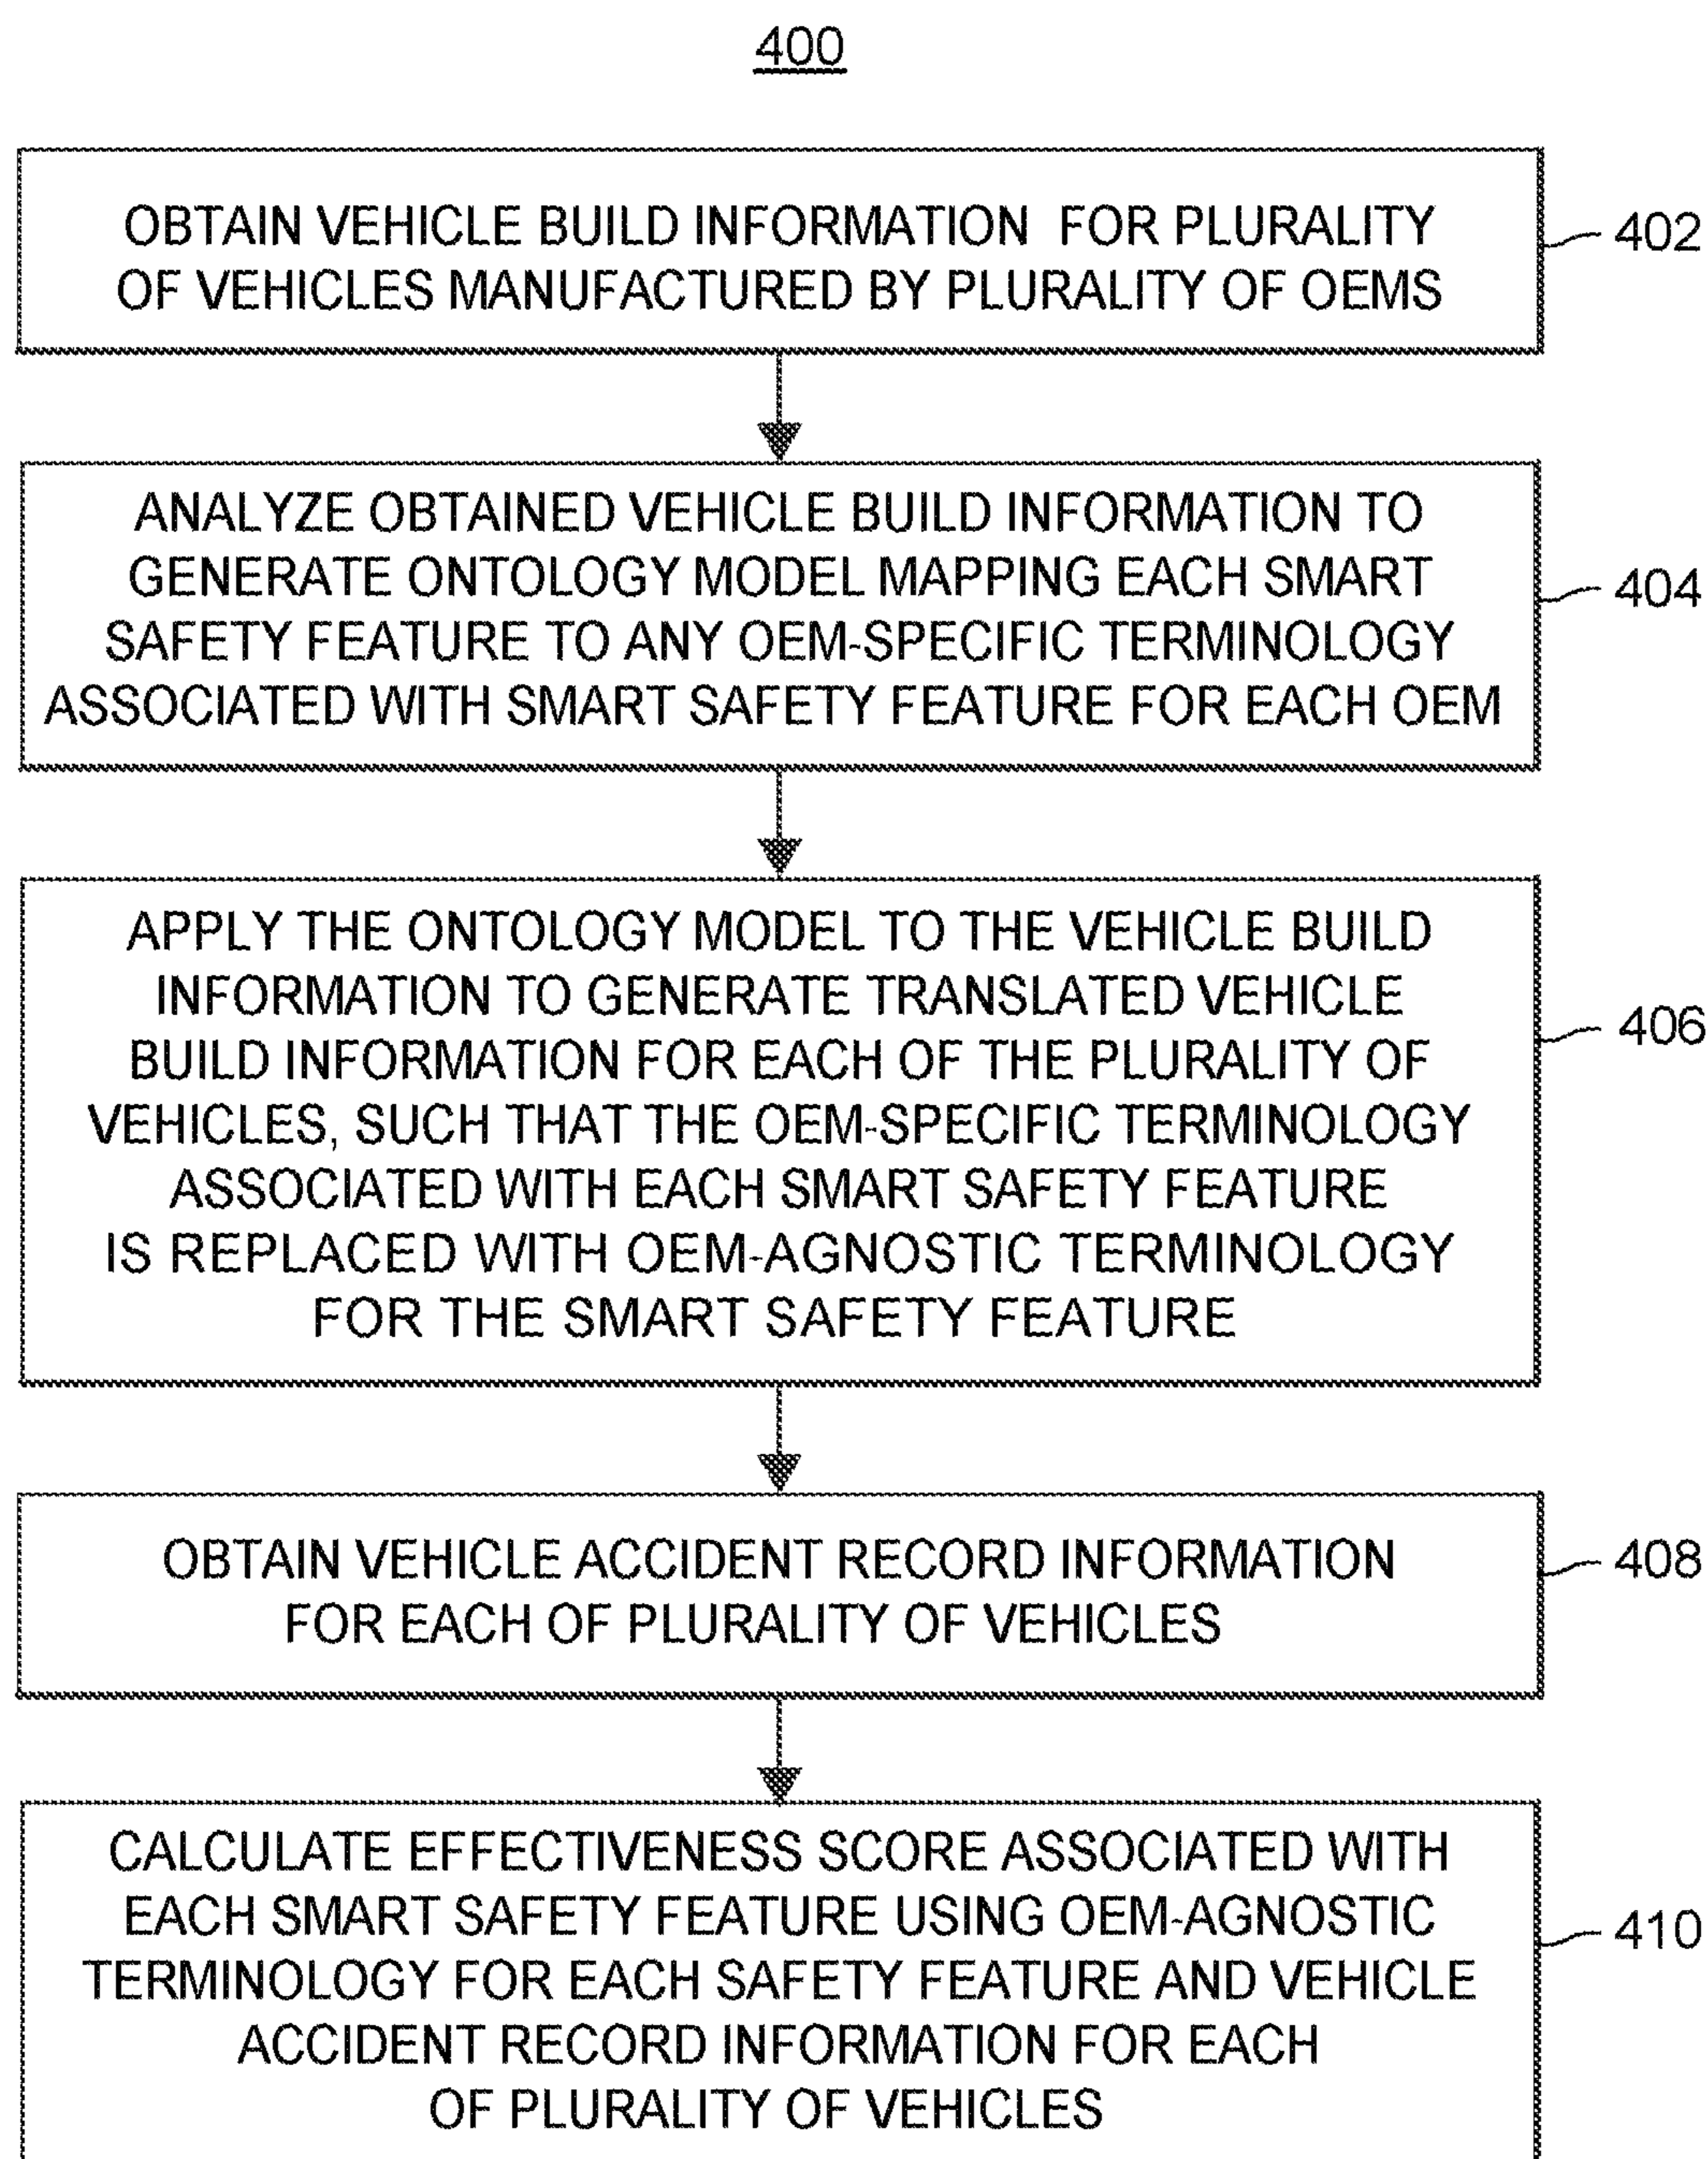 400
OBTAIN VEHICLE BUILD INFORMATION FOR PLURALITY
OF VEHICLES MANUFACTURED BY PLURALITY OF OEMS
402
ANALYZE OBTAINED VEHICLE BUILD INFORMATION TO
GENERATE ONTOLOGY MODEL MAPPING EACH SMART
SAFETY FEATURE TO ANY OEM-SPECIFIC TERMINOLOGY
ASSOCIATED WITH SMART SAFETY FEATURE FOR EACH OEM
404
APPLY THE ONTOLOGY MODEL TO THE VEHICLE BUILD
INFORMATION TO GENERATE TRANSLATED VEHICLE
BUILD INFORMATION FOR EACH OF THE PLURALITY OF
VEHICLES, SUCH THAT THE OEM-SPECIFIC TERMINOLOGY
ASSOCIATED WITH EACH SMART SAFETY FEATURE
IS REPLACED WITH OEM-AGNOSTIC TERMINOLOGY
FOR THE SMART SAFETY FEATURE
406
OBTAIN VEHICLE ACCIDENT RECORD INFORMATION
FOR EACH OF PLURALITY OF VEHICLES
408
CALCULATE EFFECTIVENESS SCORE ASSOCIATED WITH
EACH SMART SAFETY FEATURE USING OEM-AGNOSTIC
TERMINOLOGY FOR EACH SAFETY FEATURE AND VEHICLE
ACCIDENT RECORD INFORMATION FOR EACH
OF PLURALITY OF VEHICLES
410